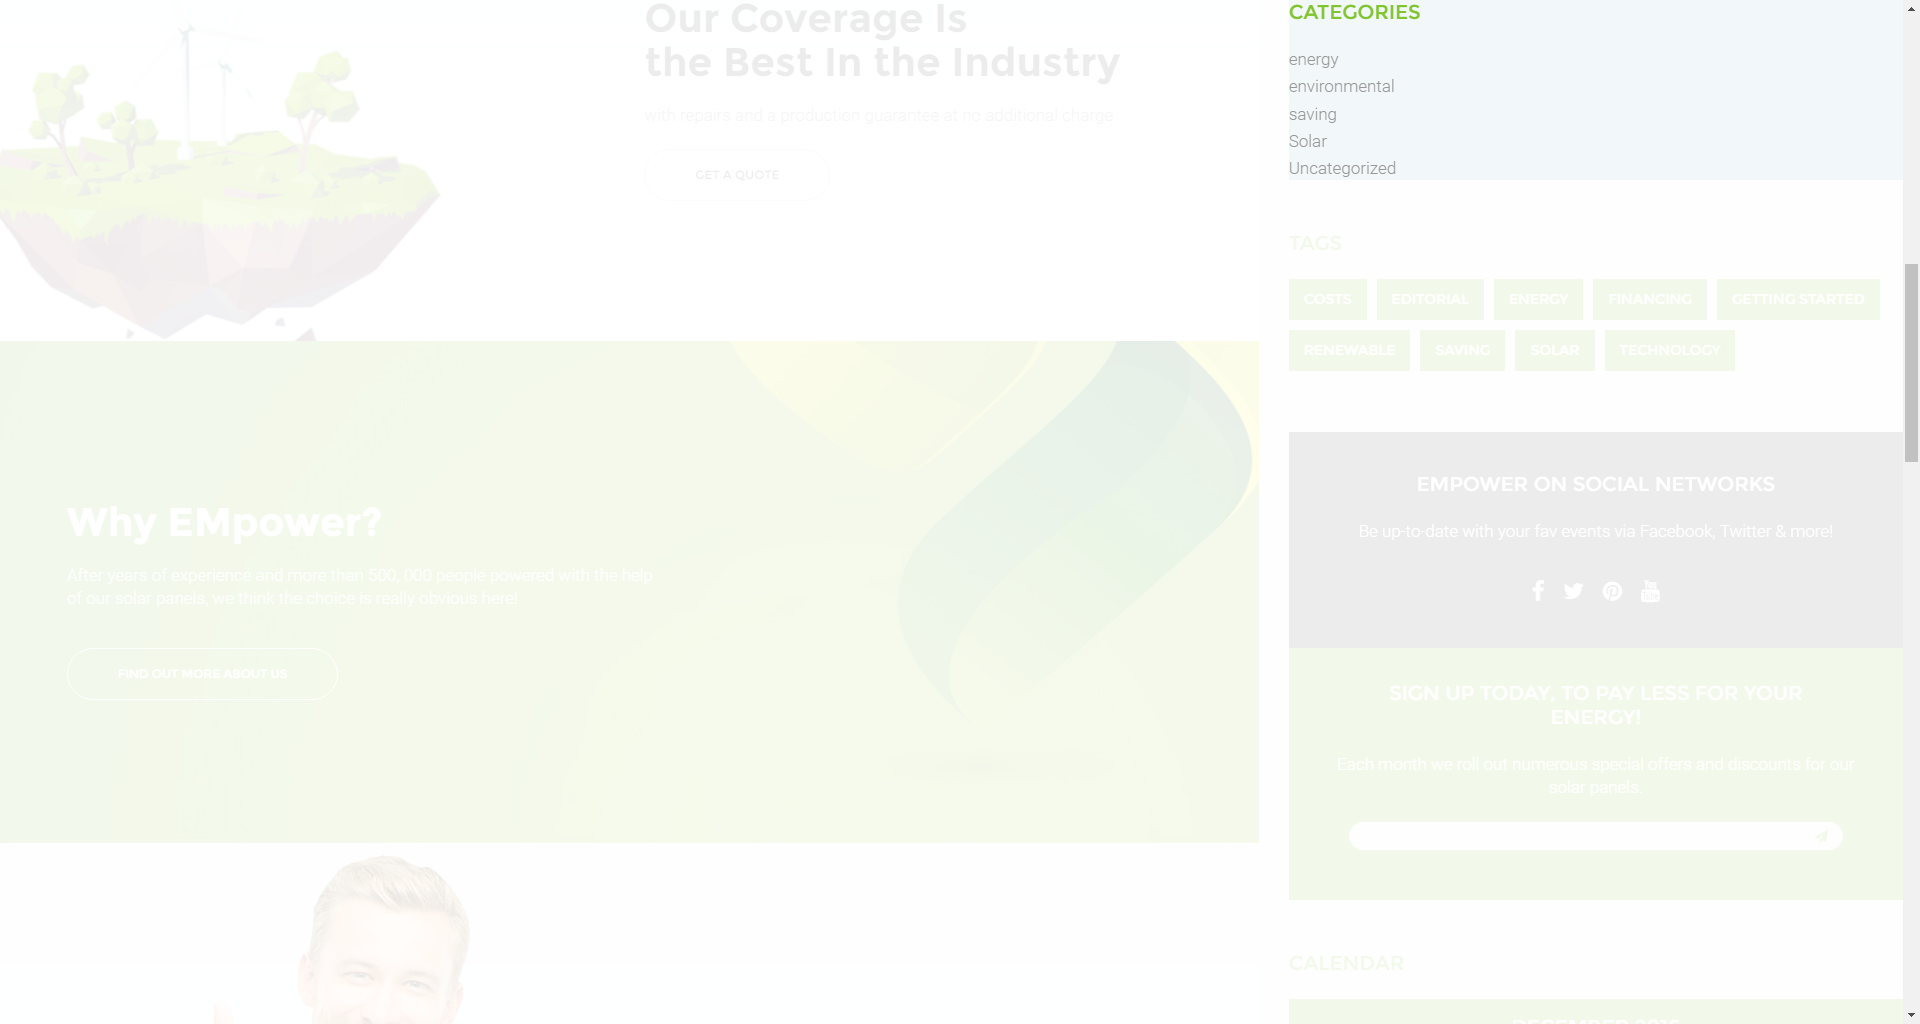 Our Coverage Is
the Best In the Industry
with repairs and a production guarantee at no additional charge
GET A QUOTE
Why EMpower?
After years of experience and more than 500, 000 people powered with the help
of our solar panels, we think the choice is really obvious here!
FIND OUT MORE ABOUT US
CATEGORIES
energy
environmental
saving
Solar
Uncategorized
TAGS
COSTS EDITORIAL ENERGY FINANCING GETTING STARTED
RENEWABLE SAVING SOLAR TECHNOLOGY
EMPOWER ON SOCIAL NETWORKS
Be up-to-date with your fav events via Facebook, Twitter & more!
SIGN UP TODAY, TO PAY LESS FOR YOUR
ENERGY!
Each month we roll out numerous special offers and discounts for our
solar panels.
CALENDAR
DECEMBER 2016